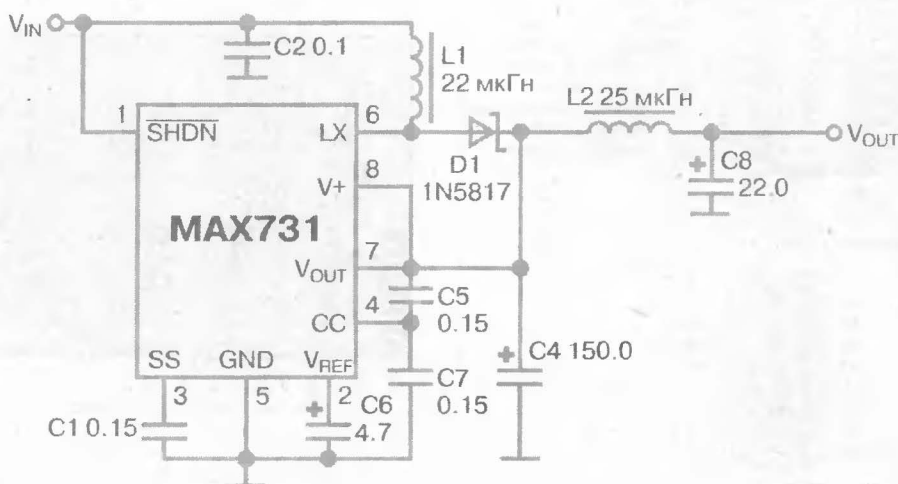 V_IN
C2 0.1
L1
22 мкГн
L2 25 мкГн
1
SHDN
6
LX
D1
1N5817
V_OUT
C8
+
22.0
8
V+
MAX731
7
V_OUT
C5
0.15
4
CC
+
C4 150.0
C7
0.15
SS
GND
V_REF
3
5
2
C1 0.15
+
C6
4.7